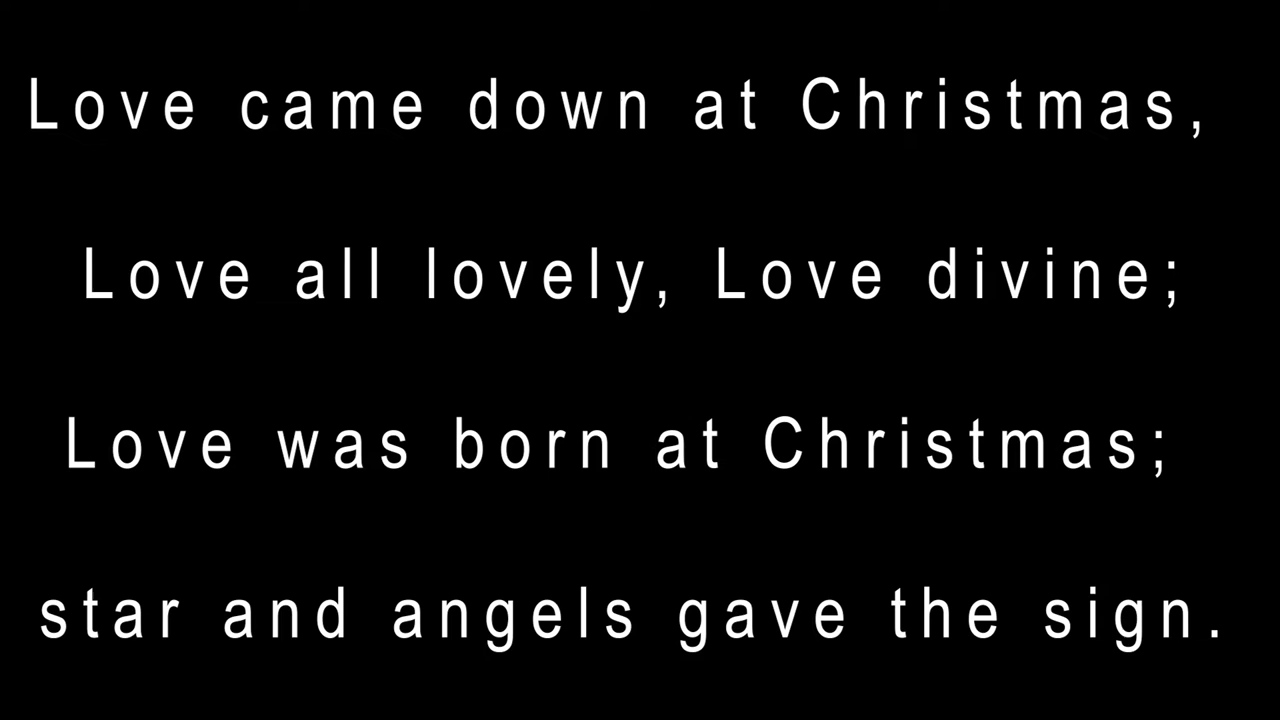 Love came down at Christmas,
Love all lovely, Love divine;
Love was born at Christmas;
star and angels gave the sign.